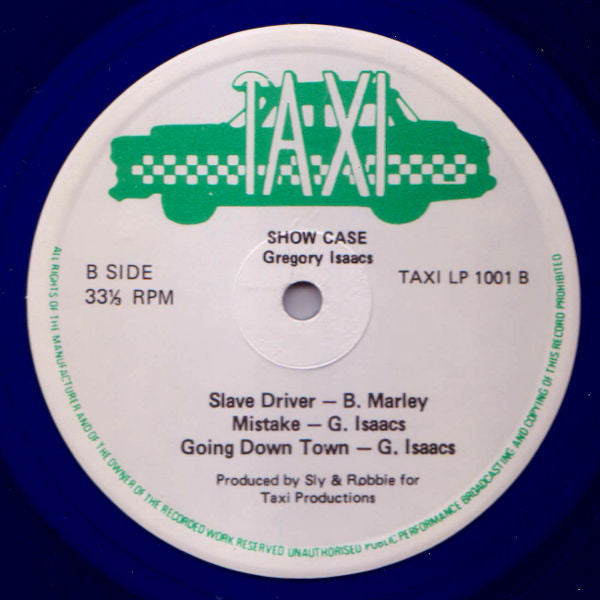 TAXI
SHOW CASE
Gregory Isaacs
B SIDE
33⅓ RPM
TAXI LP 1001 B
Slave Driver — B. Marley
Mistake — G. Isaacs
Going Down Town — G. Isaacs
Produced by Sly & Robbie for
Taxi Productions
ALL RIGHTS OF THE MANUFACTURER AND OF THE OWNER OF THE RECORDED WORK RESERVED UNAUTHORISED PUBLIC PERFORMANCE BROADCASTING AND COPYING OF THIS RECORD PROHIBITED